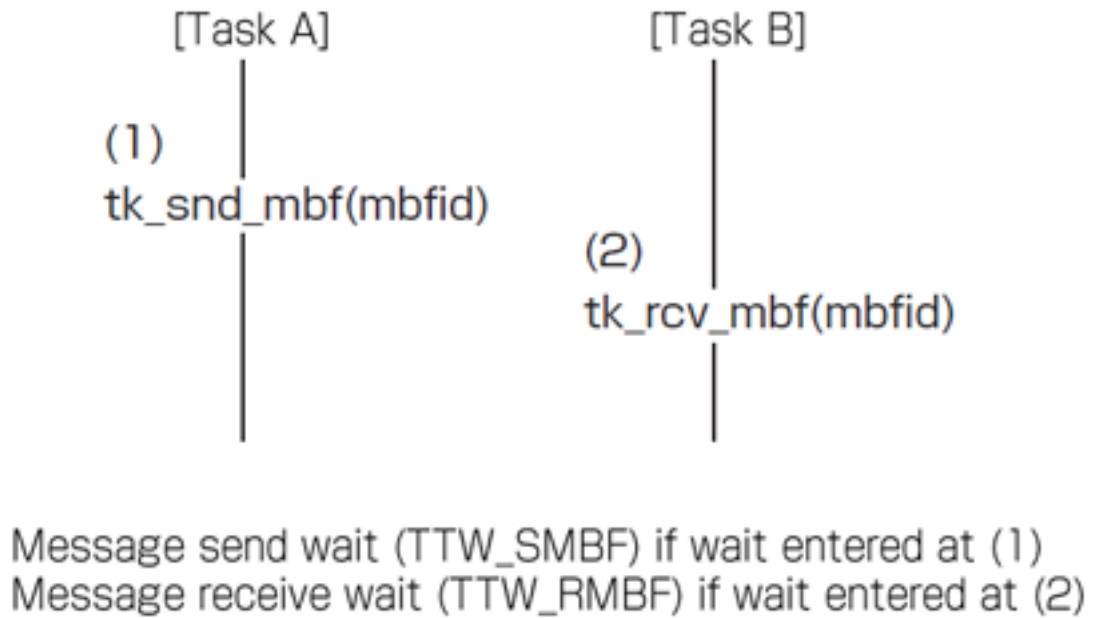 [Task A] [Task B]
(1)
tk_snd_mbf(mbfid)
(2)
tk_rcv_mbf(mbfid)
Message send wait (TTW_SMBF) if wait entered at (1)
Message receive wait (TTW_RMBF) if wait entered at (2)